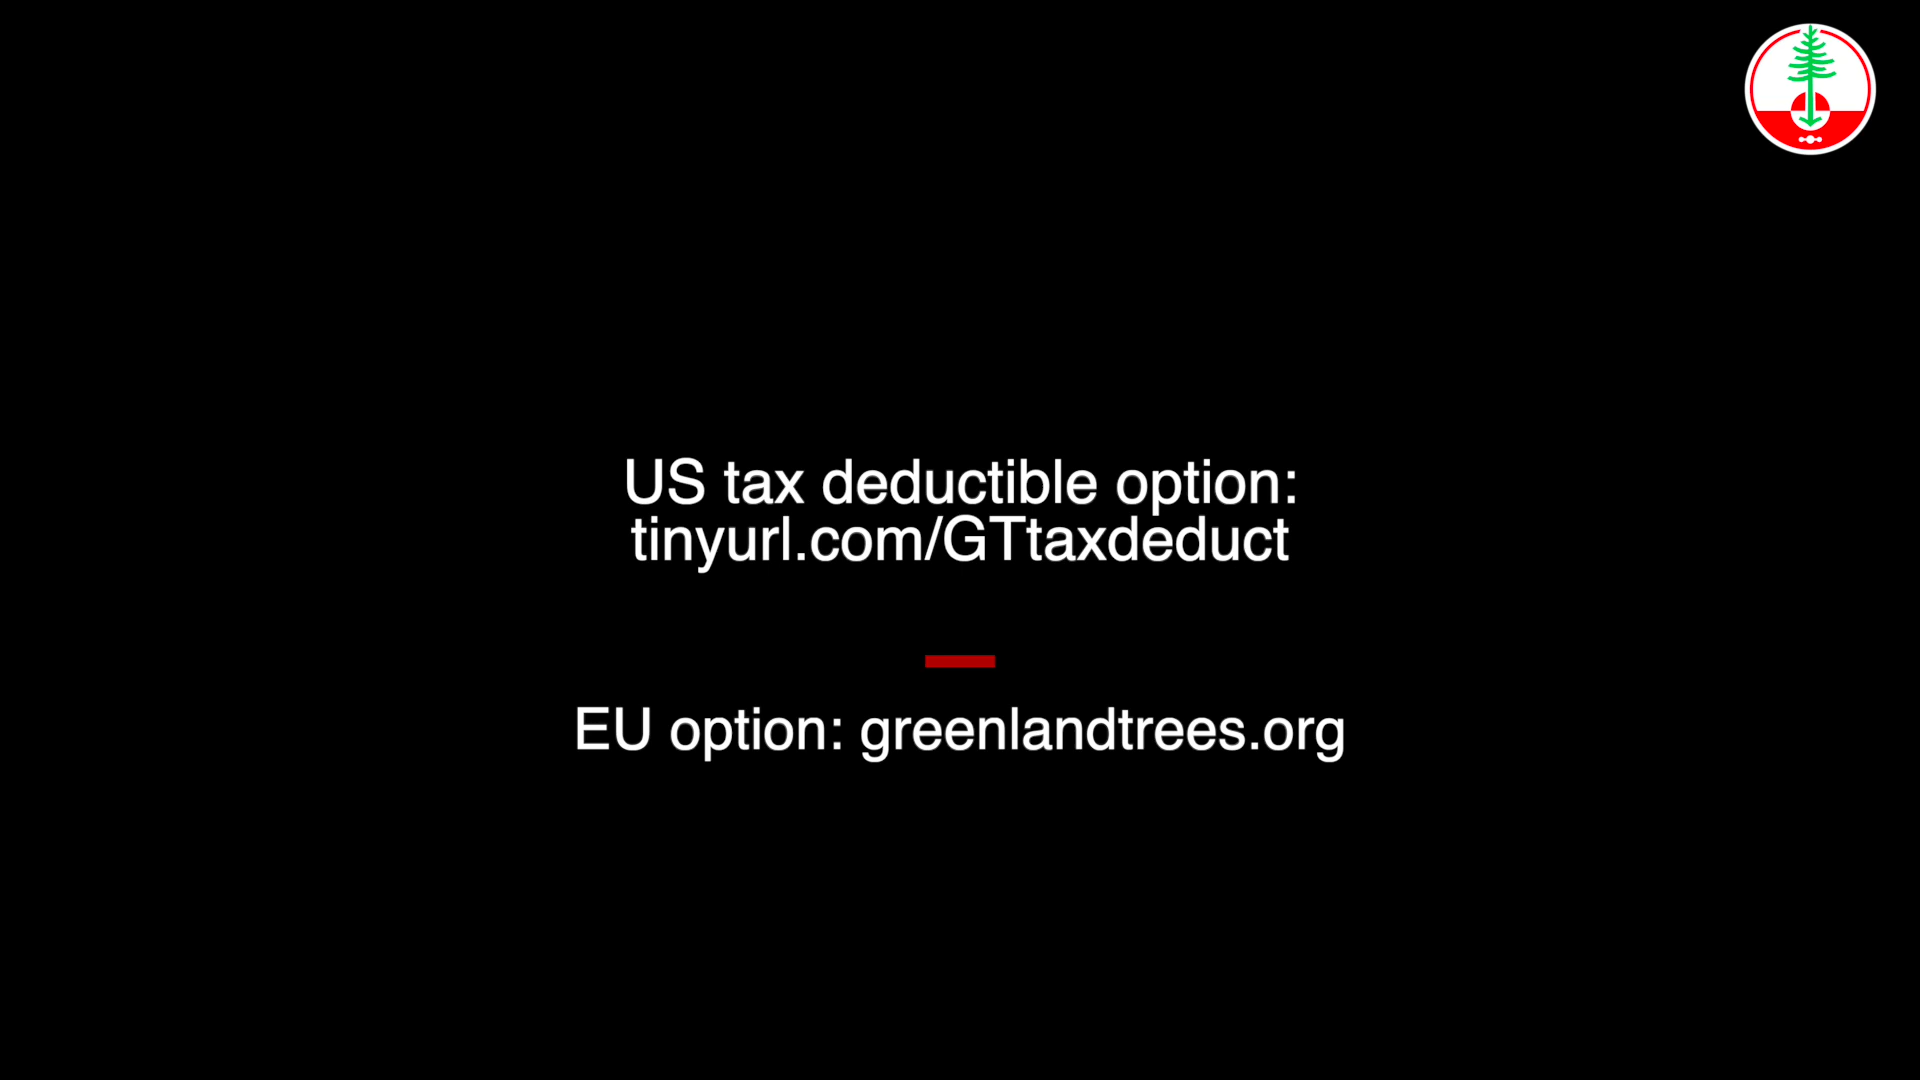 US tax deductible option:
tinyurl.com/GTtaxdeduct
EU option: greenlandtrees.org